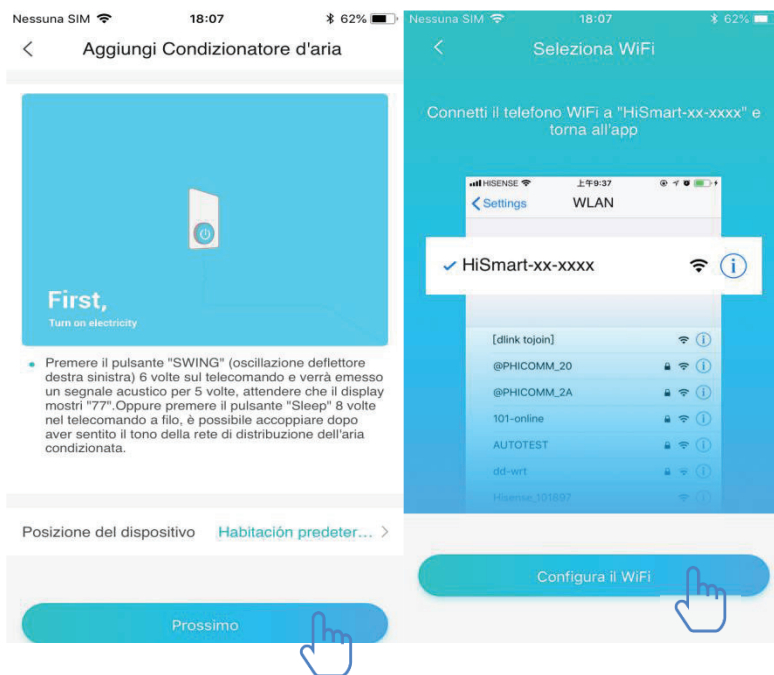 Nessuna SIM 18:07 62%
Aggiungi Condizionatore d'aria
First,
Turn on electricity
Premere il pulsante "SWING" (oscillazione deflettore
destra sinistra) 6 volte sul telecomando e verrà emesso
un segnale acustico per 5 volte, attendere che il display
mostri "77".Oppure premere il pulsante "Sleep" 8 volte
nel telecomando a filo, è possibile accoppiare dopo
aver sentito il tono della rete di distribuzione dell'aria
condizionata.
Posizione del dispositivo Habitación predeter... >
Prossimo
Nessuna SIM 18:07 62%
Seleziona WiFi
Connetti il telefono WiFi a "HiSmart-xx-xxxx" e
torna all'app
HISENSE 上午9:37
Settings WLAN
HiSmart-xx-xxxx
[dlink tojoin]
@PHICOMM_20
@PHICOMM_2A
101-online
AUTOTEST
dd-wrt
Hisense_101897
Configura il WiFi